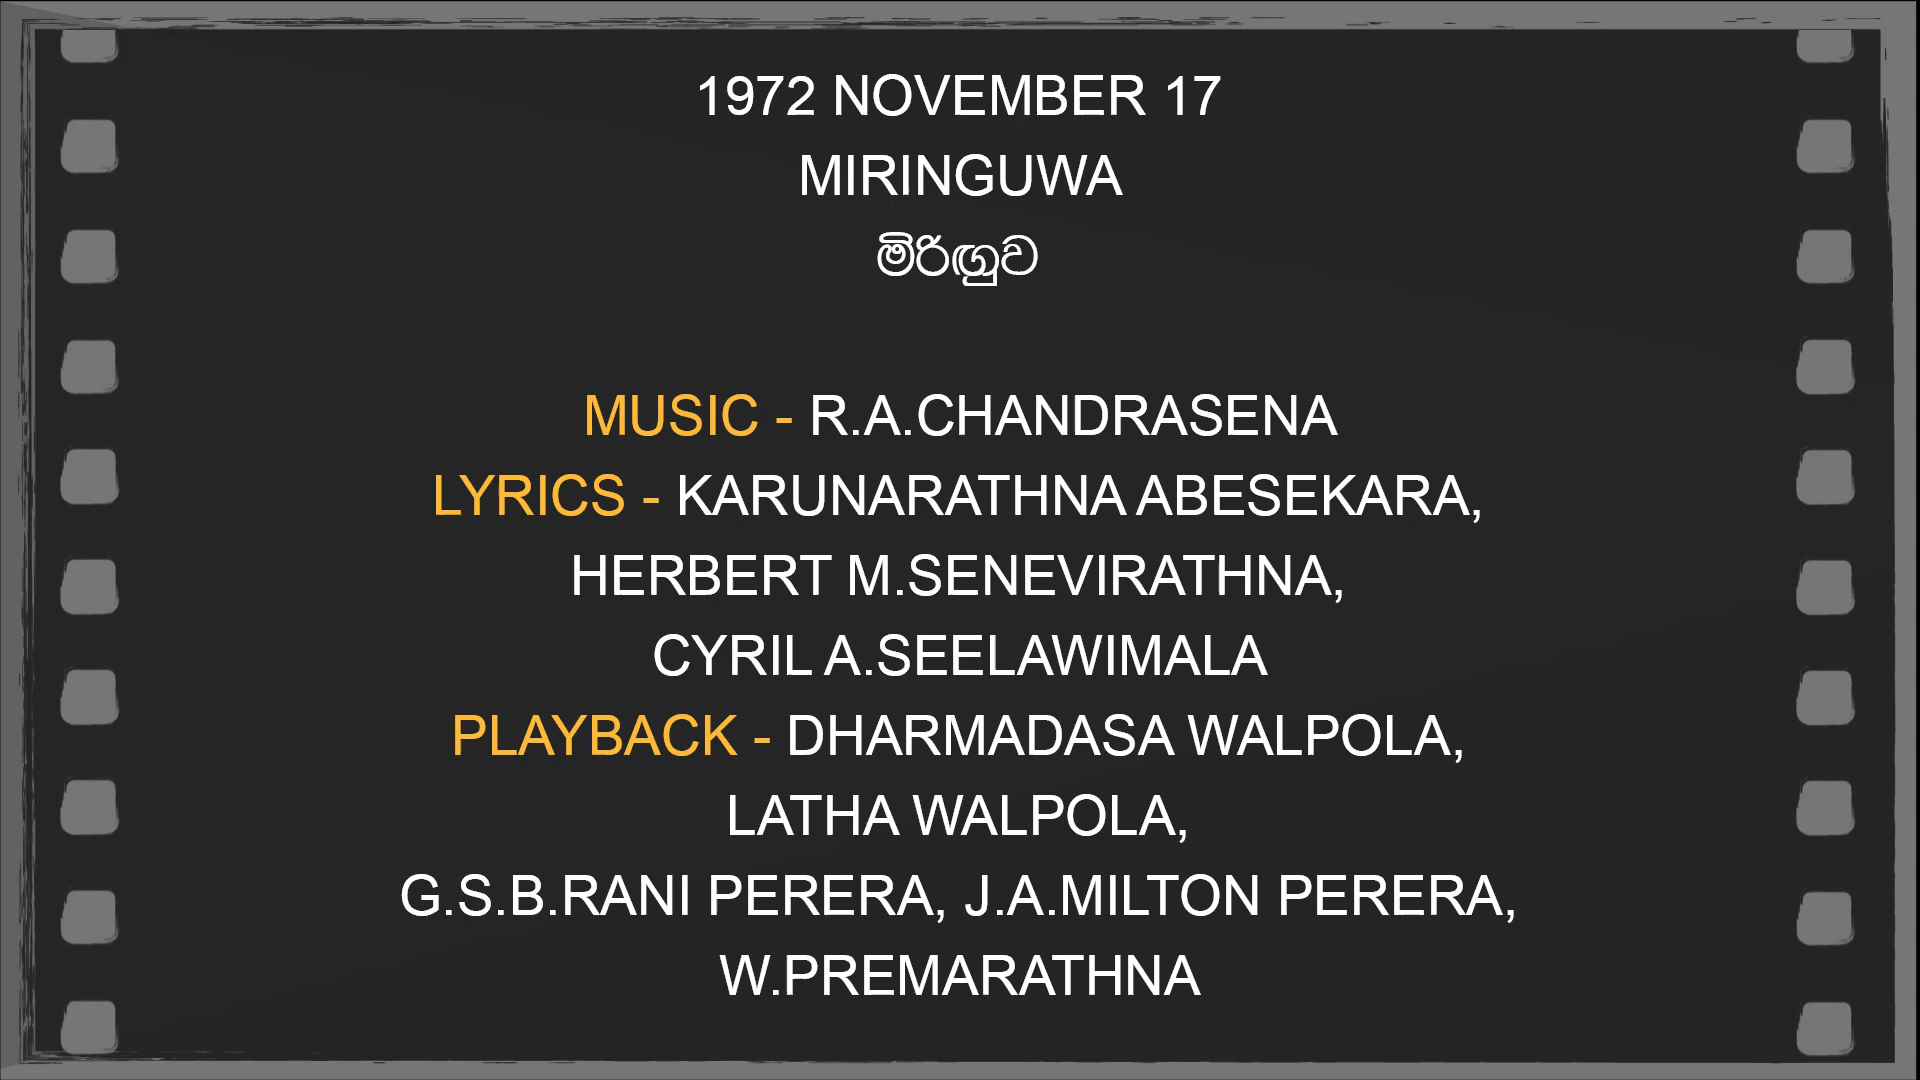 1972 NOVEMBER 17
MIRINGUWA
මිරිඟුව
MUSIC - R.A.CHANDRASENA
LYRICS - KARUNARATHNA ABESEKARA,
HERBERT M.SENEVIRATHNA,
CYRIL A.SEELAWIMALA
PLAYBACK - DHARMADASA WALPOLA,
LATHA WALPOLA,
G.S.B.RANI PERERA, J.A.MILTON PERERA,
W.PREMARATHNA